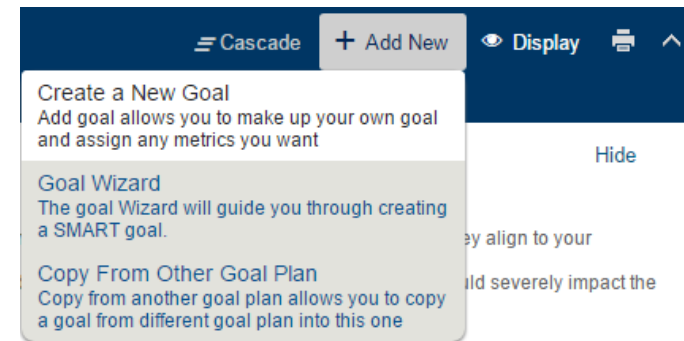 Cascade + Add New Display
Create a New Goal
Add goal allows you to make up your own goal
and assign any metrics you want
Hide
Goal Wizard
The goal Wizard will guide you through creating
a SMART goal.
ey align to your
Copy From Other Goal Plan
uld severely impact the
Copy from another goal plan allows you to copy
a goal from different goal plan into this one